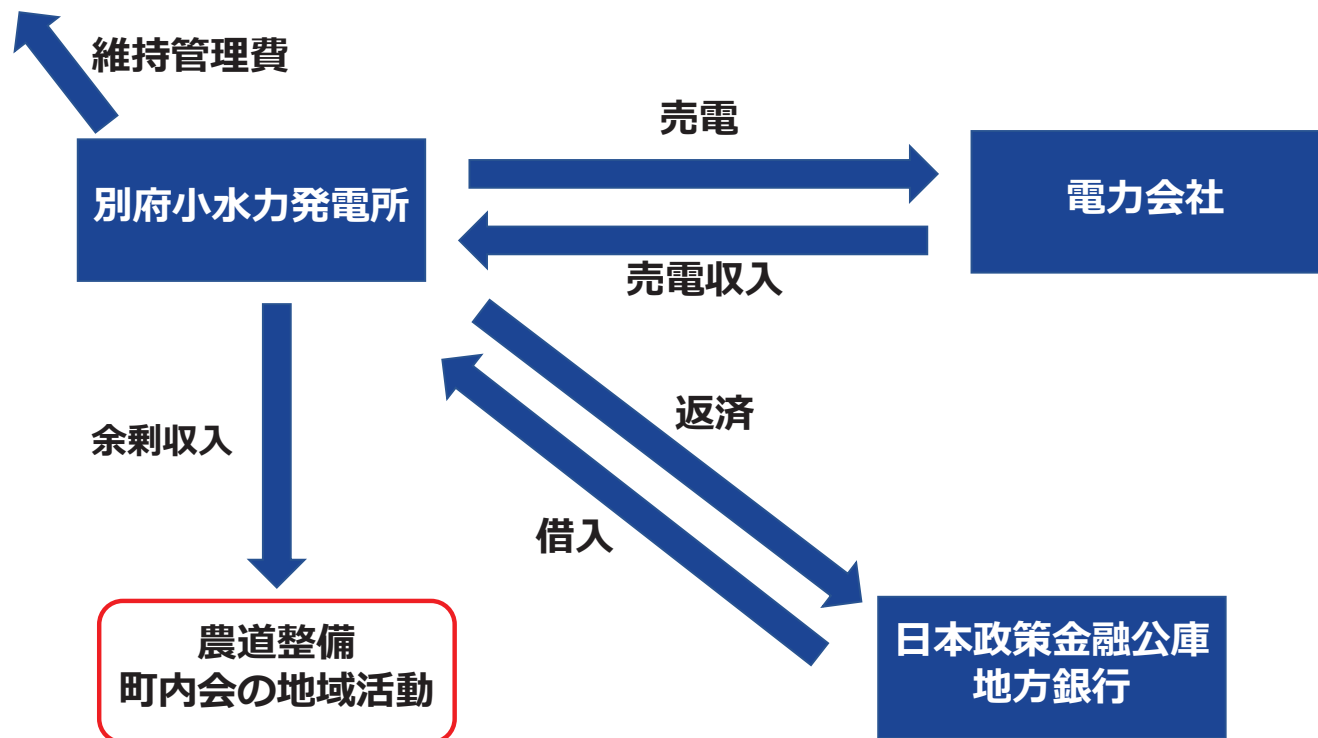 維持管理費
売電
別府小水力発電所
電力会社
売電収入
返済
余剰収入
借入
農道整備
町内会の地域活動
日本政策金融公庫
地方銀行